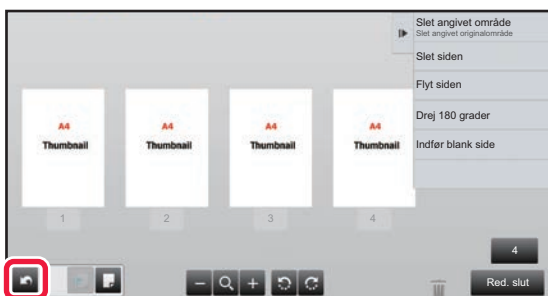 Slet angivet område
Slet angivet originalområde
Slet siden
Flyt siden
Drej 180 grader
Indfør blank side
A4
Thumbnail
A4
Thumbnail
A4
Thumbnail
A4
Thumbnail
1
2
3
4
4
Red. slut